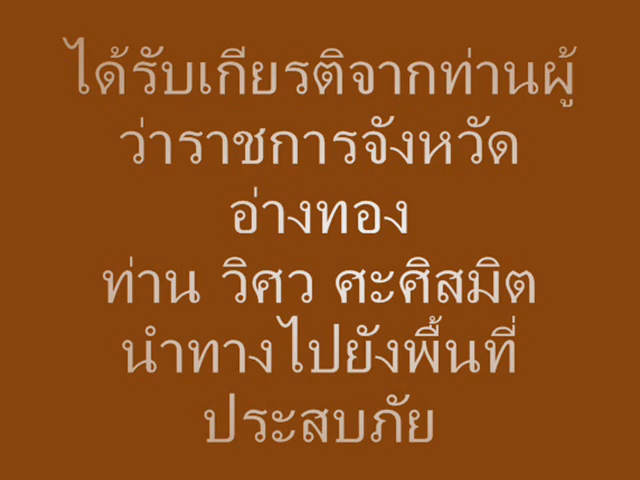 ได้รับเกียรติจากท่านผู้
ว่าราชการจังหวัด
อ่างทอง
ท่าน วิศว ศะศิสมิต
นำทางไปยังพื้นที่
ประสบภัย